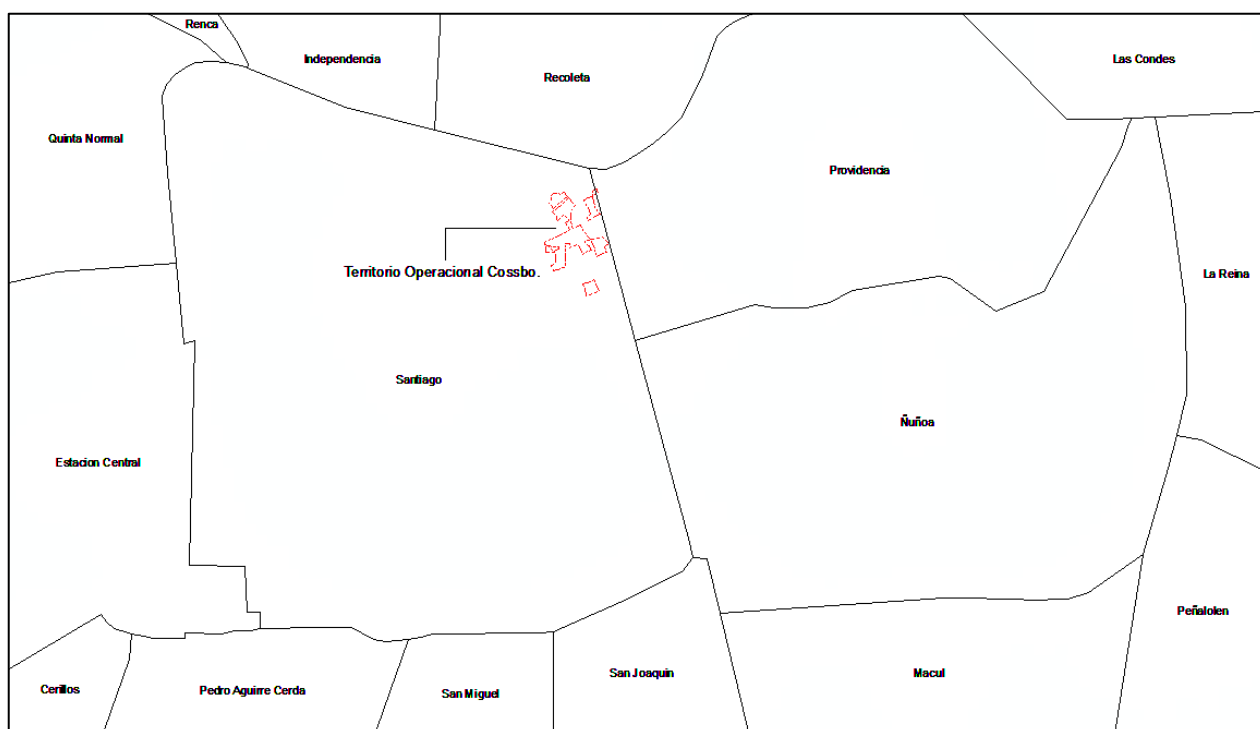 Renca
Independencia
Recoleta
Las Condes
Quinta Normal
Providencia
Territorio Operacional Cossbo.
La Reina
Santiago
Ñuñoa
Estacion Central
Peñalolen
Cerillos
Pedro Aguirre Cerda
San Miguel
San Joaquin
Macul